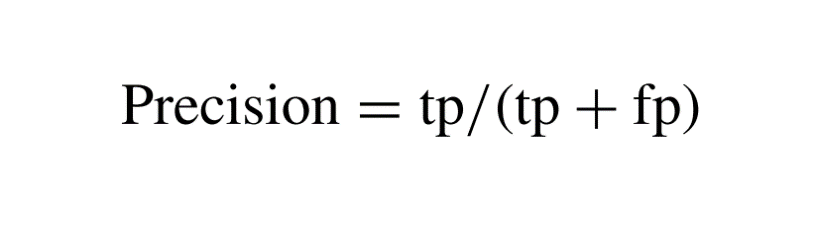 Precision = tp/(tp + fp)